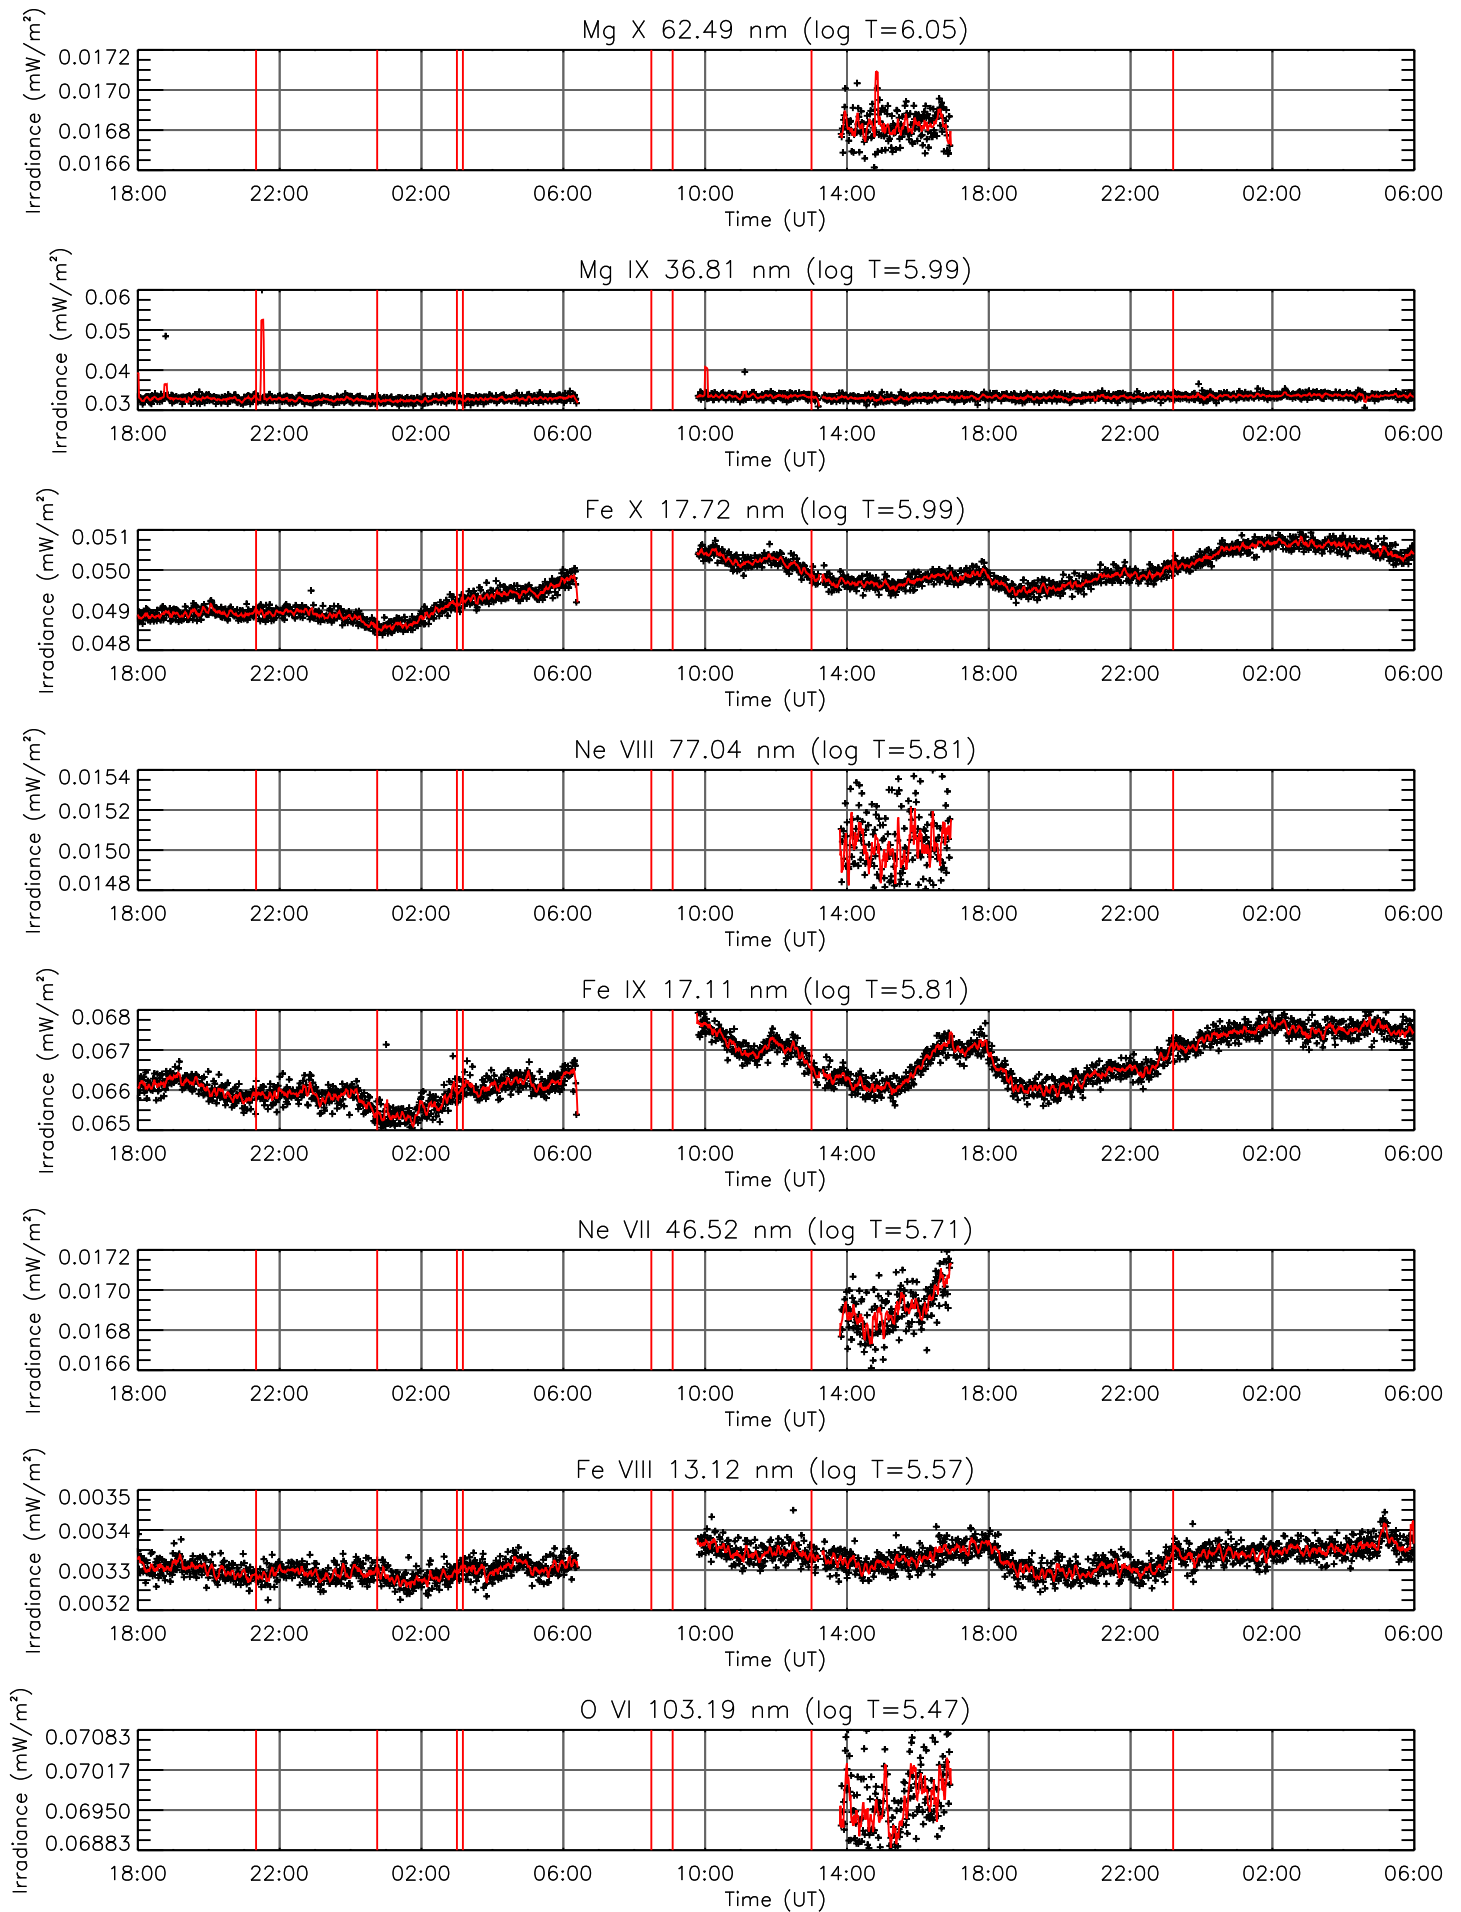 Mg X 62.49 nm (log T=6.05)
Irradiance (mW/m²)
0.0172
0.0170
0.0168
0.0166
18:00 22:00 02:00 06:00 10:00 14:00 18:00 22:00 02:00 06:00
Time (UT)
Mg IX 36.81 nm (log T=5.99)
Irradiance (mW/m²)
0.06
0.05
0.04
0.03
18:00 22:00 02:00 06:00 10:00 14:00 18:00 22:00 02:00 06:00
Time (UT)
Fe X 17.72 nm (log T=5.99)
Irradiance (mW/m²)
0.051
0.050
0.049
0.048
18:00 22:00 02:00 06:00 10:00 14:00 18:00 22:00 02:00 06:00
Time (UT)
Ne VIII 77.04 nm (log T=5.81)
Irradiance (mW/m²)
0.0154
0.0152
0.0150
0.0148
18:00 22:00 02:00 06:00 10:00 14:00 18:00 22:00 02:00 06:00
Time (UT)
Fe IX 17.11 nm (log T=5.81)
Irradiance (mW/m²)
0.068
0.067
0.066
0.065
18:00 22:00 02:00 06:00 10:00 14:00 18:00 22:00 02:00 06:00
Time (UT)
Ne VII 46.52 nm (log T=5.71)
Irradiance (mW/m²)
0.0172
0.0170
0.0168
0.0166
18:00 22:00 02:00 06:00 10:00 14:00 18:00 22:00 02:00 06:00
Time (UT)
Fe VIII 13.12 nm (log T=5.57)
Irradiance (mW/m²)
0.0035
0.0034
0.0033
0.0032
18:00 22:00 02:00 06:00 10:00 14:00 18:00 22:00 02:00 06:00
Time (UT)
O VI 103.19 nm (log T=5.47)
Irradiance (mW/m²)
0.07083
0.07017
0.06950
0.06883
18:00 22:00 02:00 06:00 10:00 14:00 18:00 22:00 02:00 06:00
Time (UT)